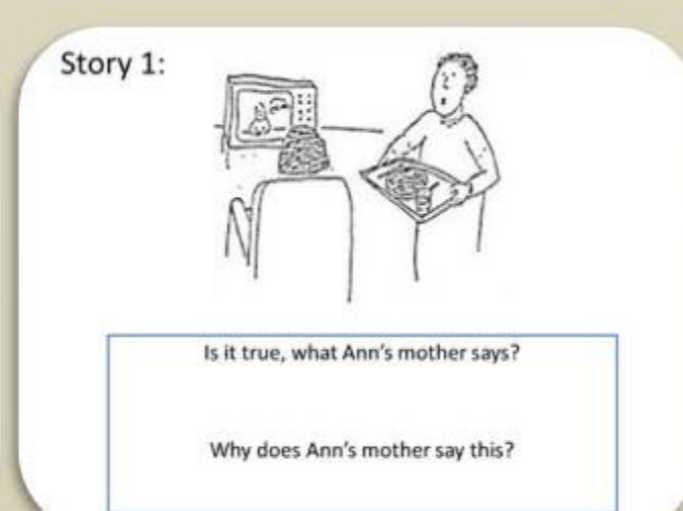 Story 1:
Is it true, what Ann's mother says?
Why does Ann's mother say this?